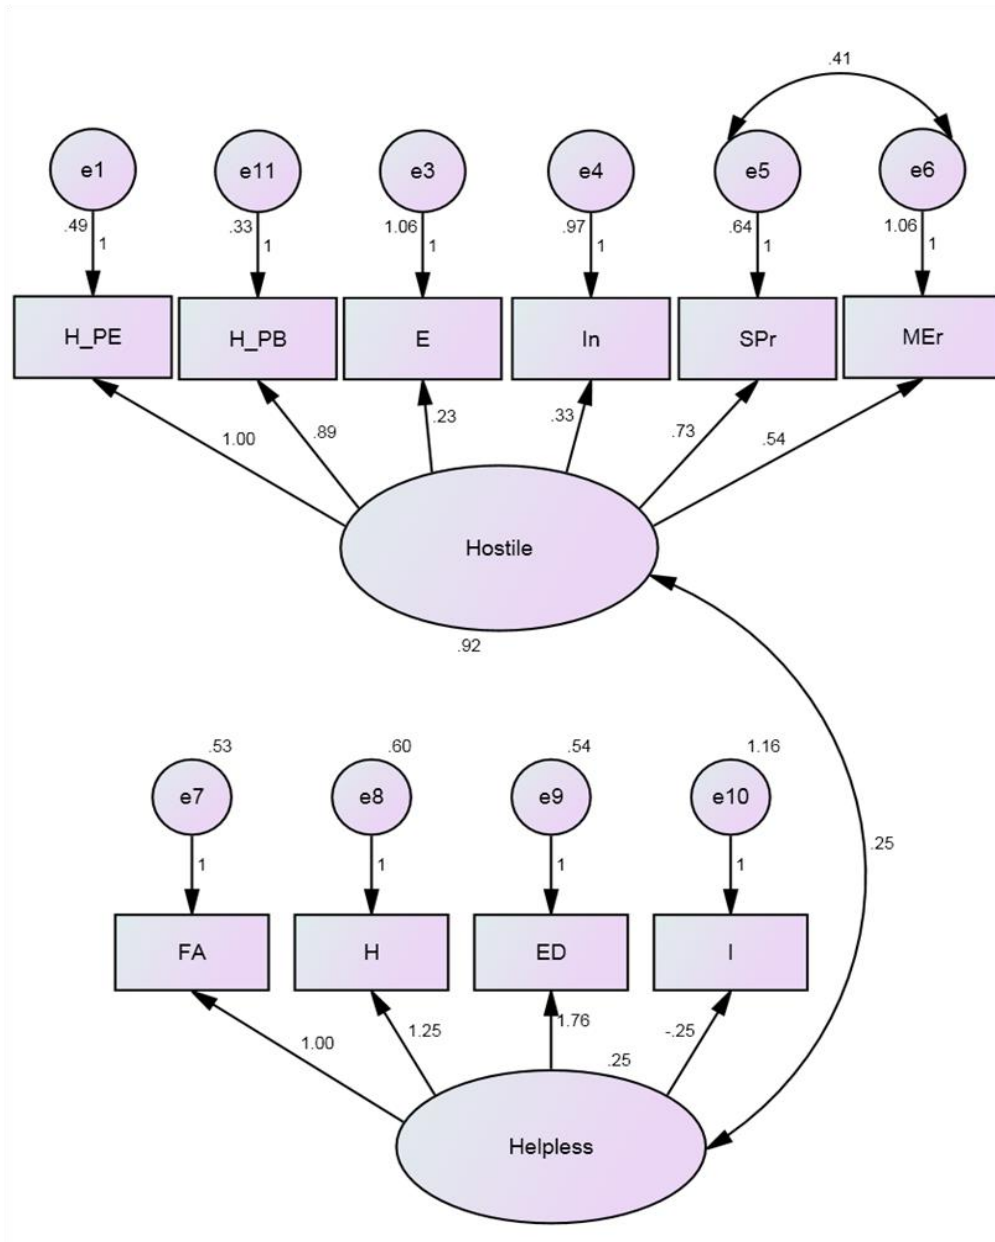 .41
e1
e11
e3
e4
e5
e6
.49
1
.33
1
1.06
1
.97
1
.64
1
1.06
1
H_PE
H_PB
E
In
SPr
MEr
1.00
.89
.23
.33
.73
.54
Hostile
.92
.53
.60
.54
1.16
e7
e8
e9
e10
.25
1
1
1
1
FA
H
ED
I
1.00
1.25
1.76
-.25
.25
Helpless